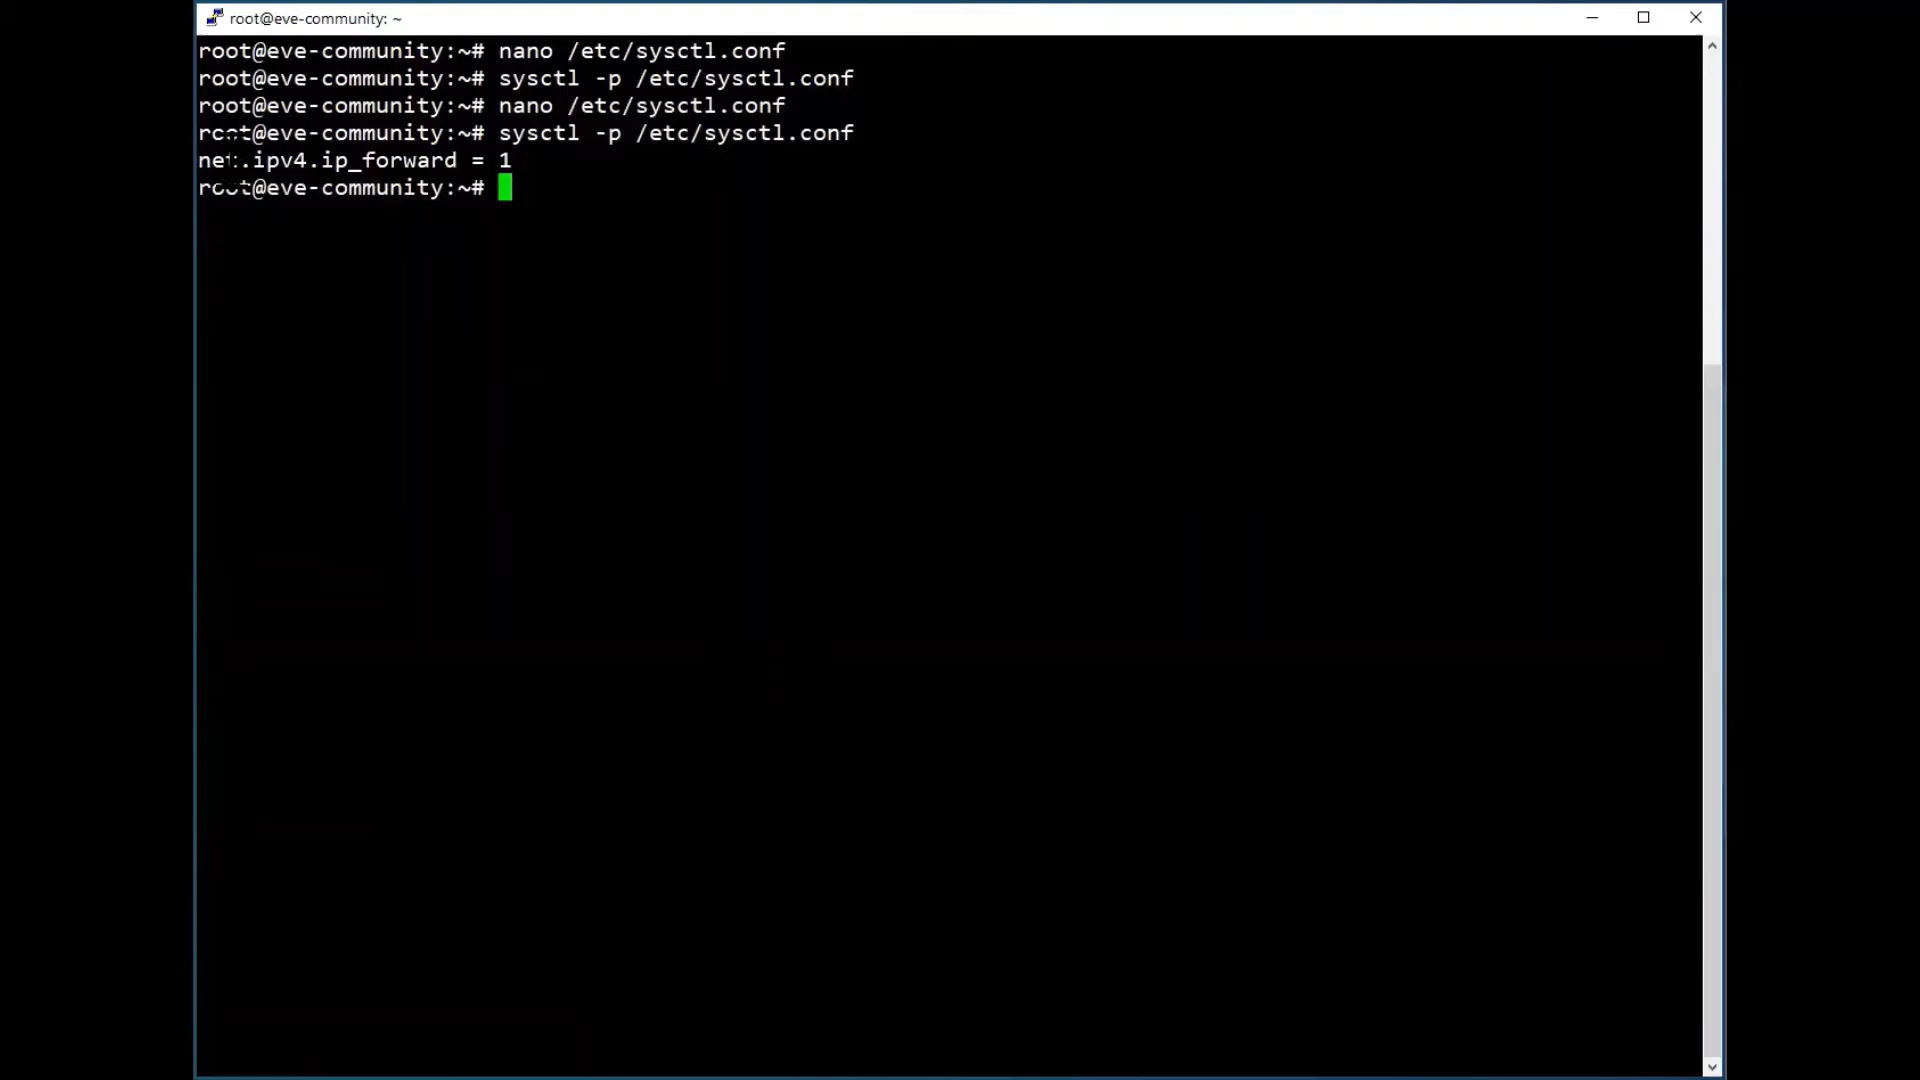 root@eve-community: ~
root@eve-community:~# nano /etc/sysctl.conf
root@eve-community:~# sysctl -p /etc/sysctl.conf
root@eve-community:~# nano /etc/sysctl.conf
root@eve-community:~# sysctl -p /etc/sysctl.conf
net.ipv4.ip_forward = 1
root@eve-community:~#